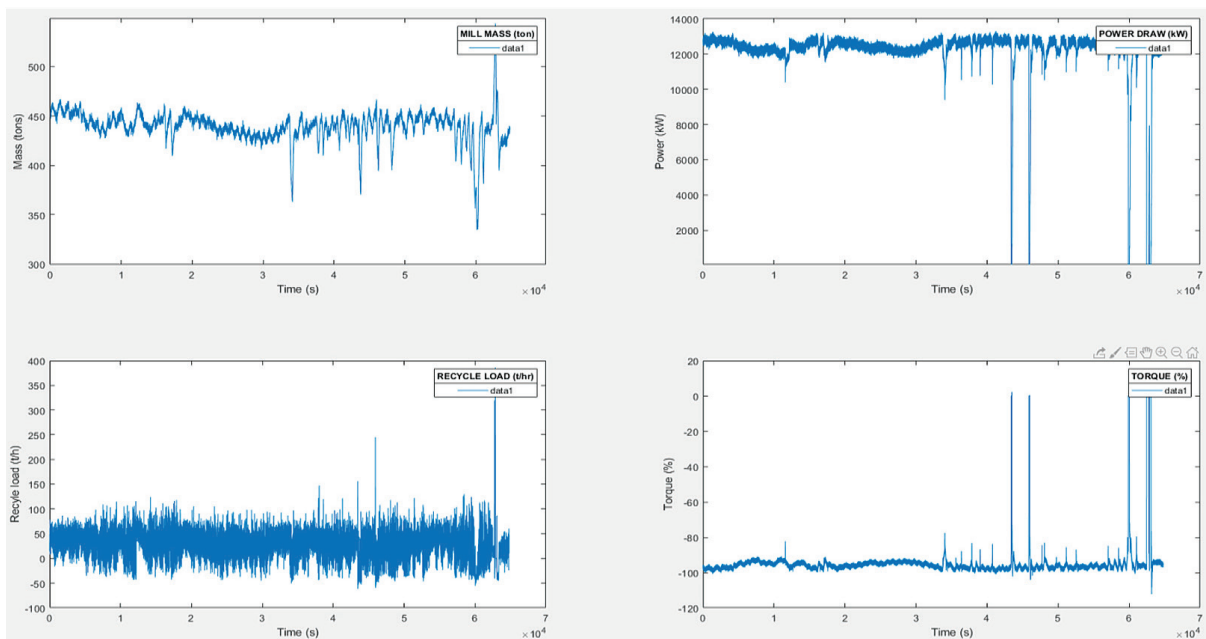 MILL MASS (ton)
data1
Mass (tons)
550
500
450
400
350
300
0 1 2 3 4 5 6 7
Time (s)
×10⁴
POWER DRAW (kW)
data1
Power (kW)
14000
12000
10000
8000
6000
4000
2000
0 1 2 3 4 5 6 7
Time (s)
×10⁴
RECYCLE LOAD (t/hr)
data1
Recyle load (t/h)
400
350
300
250
200
150
100
50
0
-50
-100
0 1 2 3 4 5 6 7
Time (s)
×10⁴
TORQUE (%)
data1
Torque (%)
20
0
-20
-40
-60
-80
-100
-120
0 1 2 3 4 5 6 7
Time (s)
×10⁴